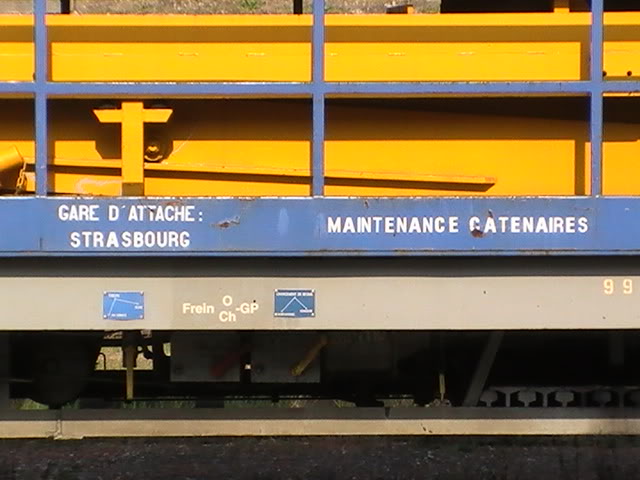 GARE D'ATTACHE:
STRASBOURG
MAINTENANCE CATENAIRES
99
Frein O -GP
Ch